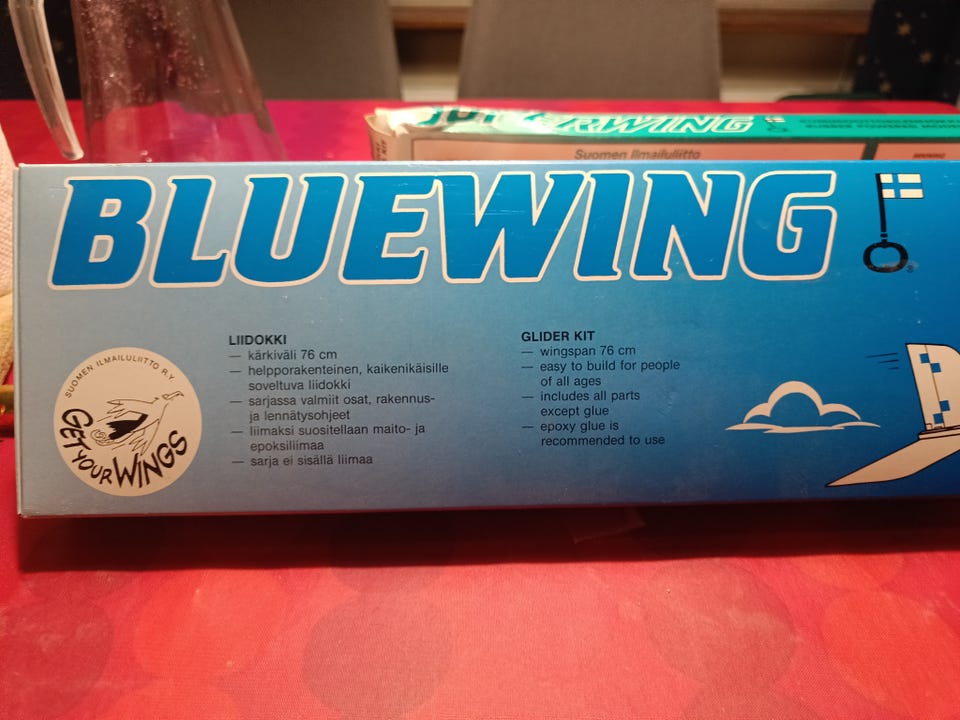 RWING
Suomen Ilmailuliitto
BLUEWING
SUOMEN ILMAILULIITTO R.Y.
GET YOUR WINGS
LIIDOKKI
— kärkiväli 76 cm
— helpporakenteinen, kaikenikäisille
soveltuva liidokki
— sarjassa valmiit osat, rakennus-
ja lennätysohjeet
— liimaksi suositellaan maito- ja
epoksiliimaa
— sarja ei sisällä liimaa
GLIDER KIT
— wingspan 76 cm
— easy to build for people
of all ages
— includes all parts
except glue
— epoxy glue is
recommended to use